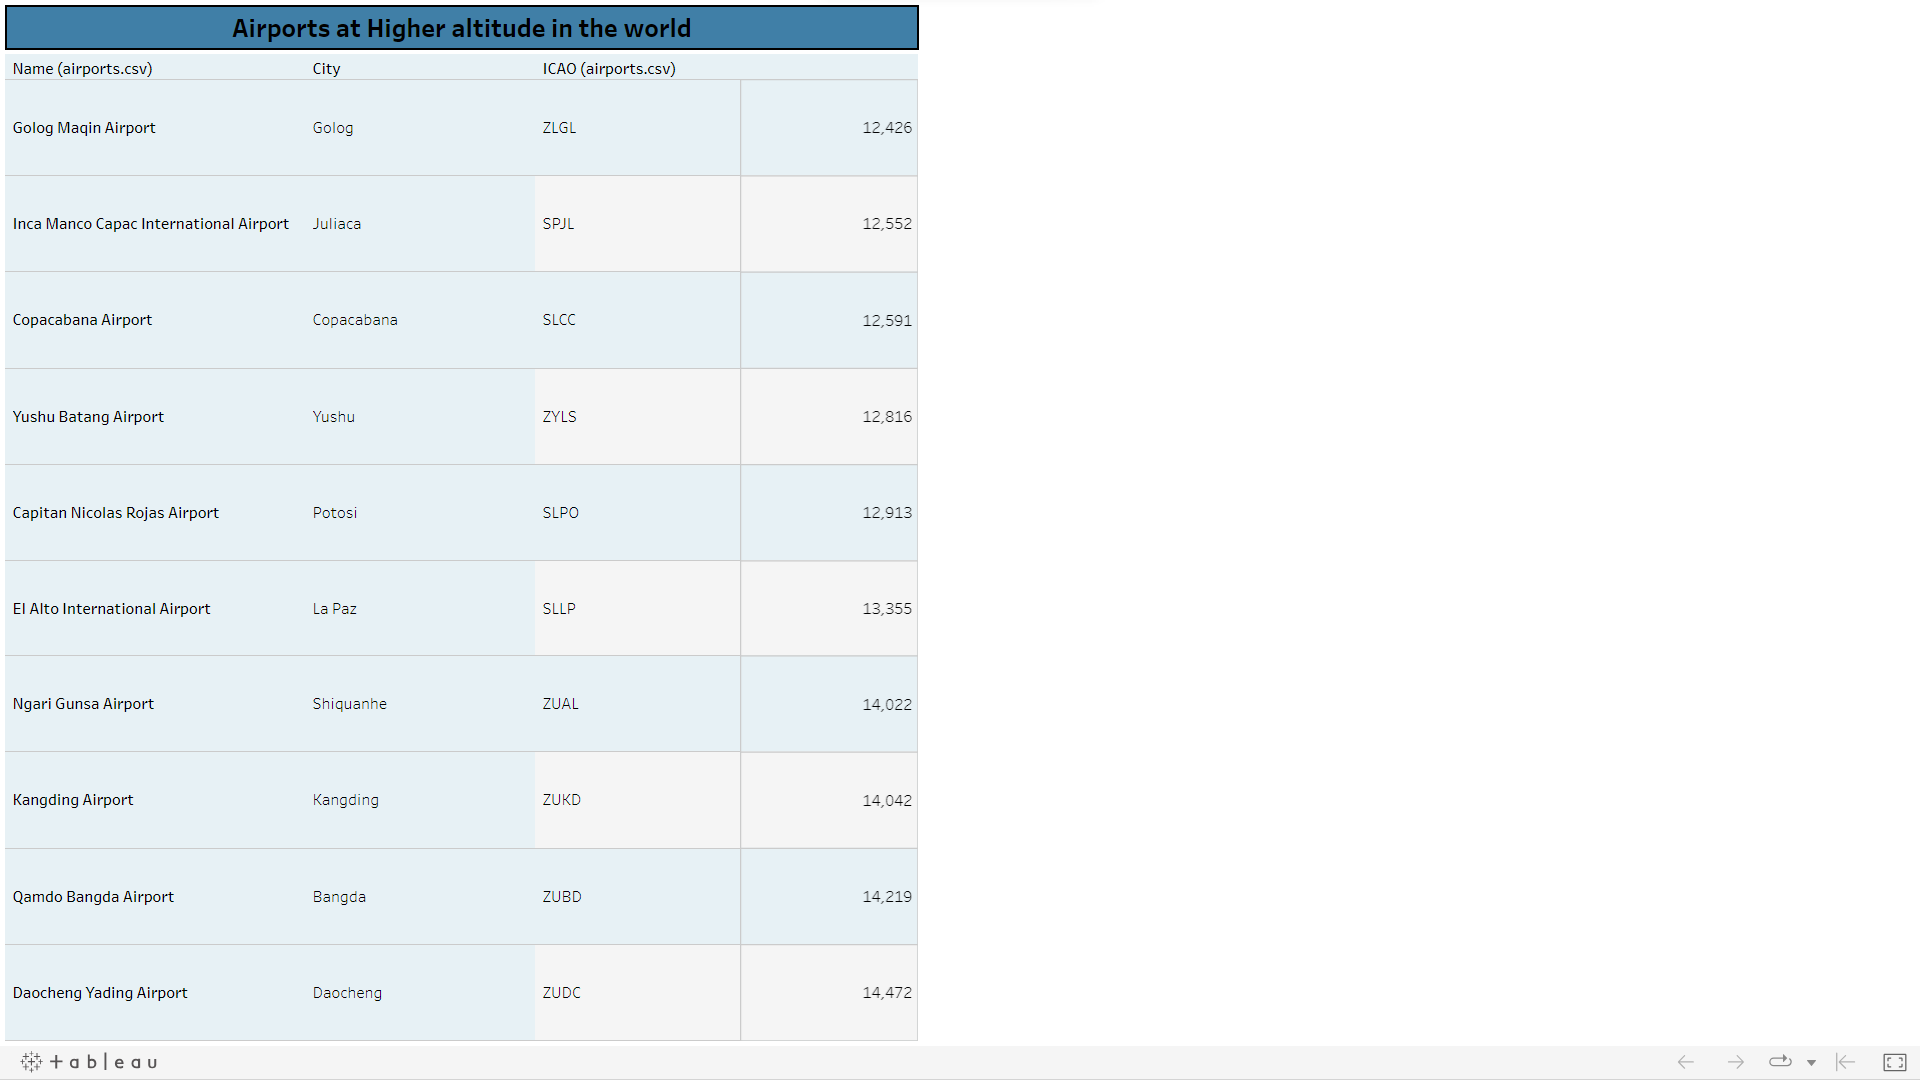 Airports at Higher altitude in the world
Name (airports.csv) City ICAO (airports.csv)
Golog Maqin Airport Golog ZLGL 12,426
Inca Manco Capac International Airport Juliaca SPJL 12,552
Copacabana Airport Copacabana SLCC 12,591
Yushu Batang Airport Yushu ZYLS 12,816
Capitan Nicolas Rojas Airport Potosi SLPO 12,913
El Alto International Airport La Paz SLLP 13,355
Ngari Gunsa Airport Shiquanhe ZUAL 14,022
Kangding Airport Kangding ZUKD 14,042
Qamdo Bangda Airport Bangda ZUBD 14,219
Daocheng Yading Airport Daocheng ZUDC 14,472
+ a b l e a u